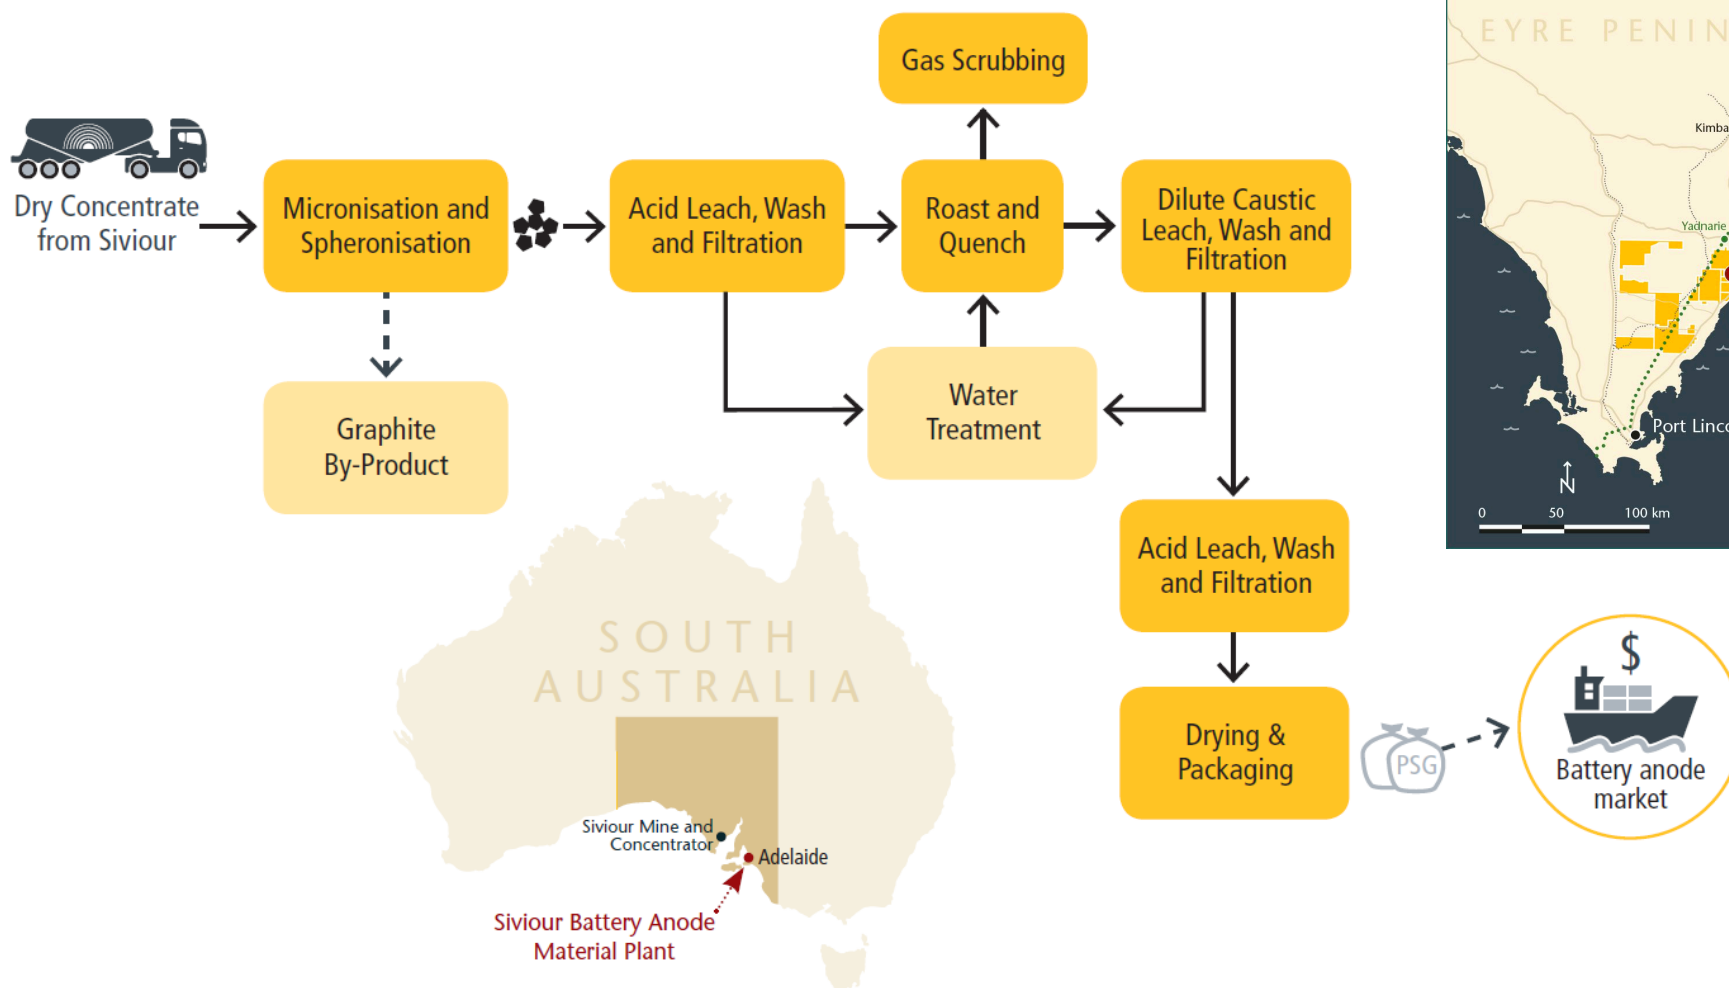 Gas Scrubbing
Dry Concentrate
from Siviour
Micronisation and
Spheronisation
Acid Leach, Wash
and Filtration
Roast and
Quench
Dilute Caustic
Leach, Wash and
Filtration
Graphite
By-Product
Water
Treatment
Acid Leach, Wash
and Filtration
Drying &
Packaging
PSG
$
Battery anode
market
SOUTH
AUSTRALIA
Siviour Mine and
Concentrator
Adelaide
Siviour Battery Anode
Material Plant
EYRE PENIN
Kimba
Yadnarie
Port Linco
N
0 50 100 km